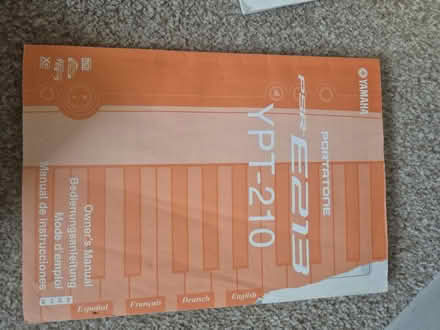 YAMAHA
PORTATONE
PSR-E213
YPT-210
Owner's Manual
Bedienungsanleitung
Mode d'emploi
Manual de instrucciones
English
Deutsch
Français
Español